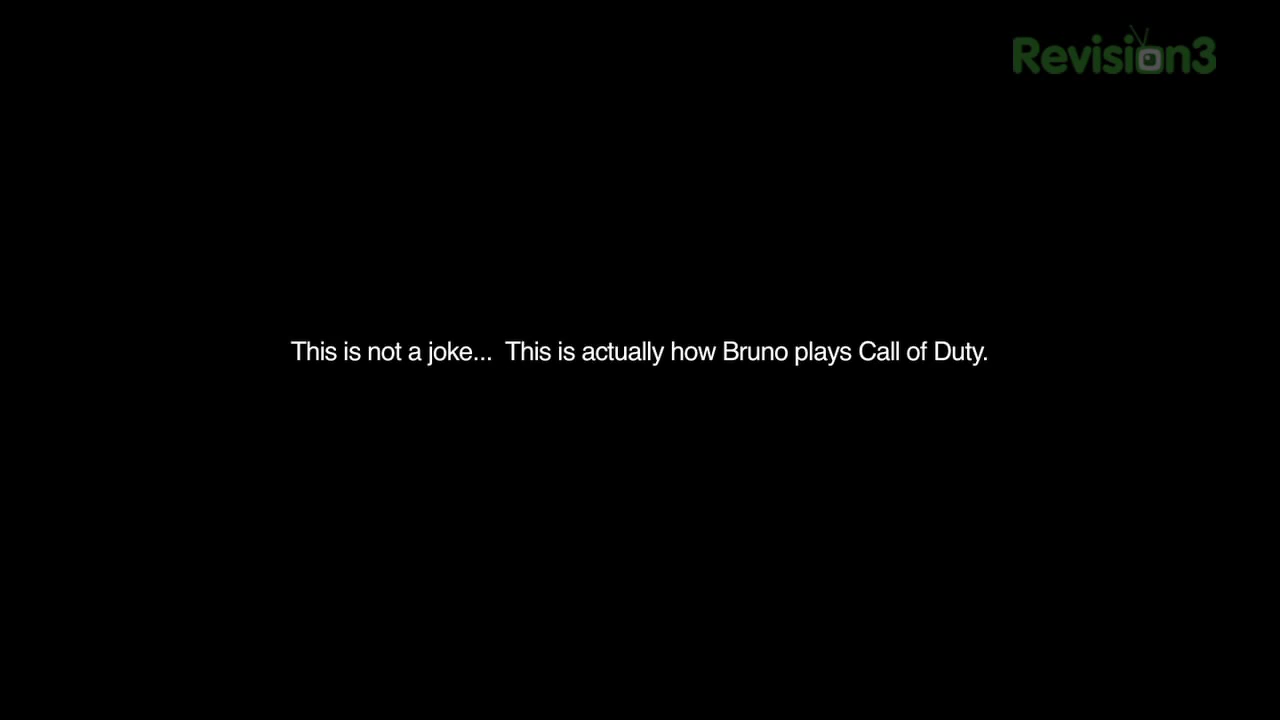 Revision3
This is not a joke...  This is actually how Bruno plays Call of Duty.